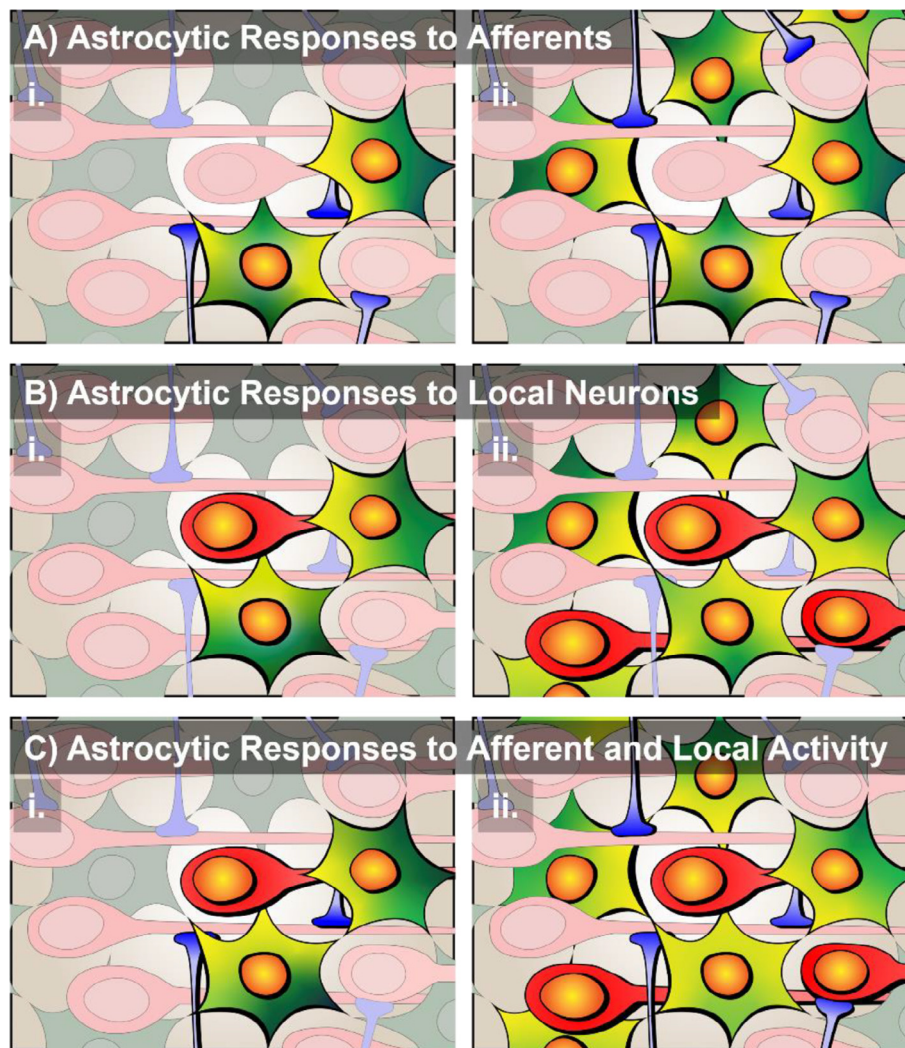 A) Astrocytic Responses to Afferents
i.
ii.
B) Astrocytic Responses to Local Neurons
i.
ii.
C) Astrocytic Responses to Afferent and Local Activity
i.
ii.